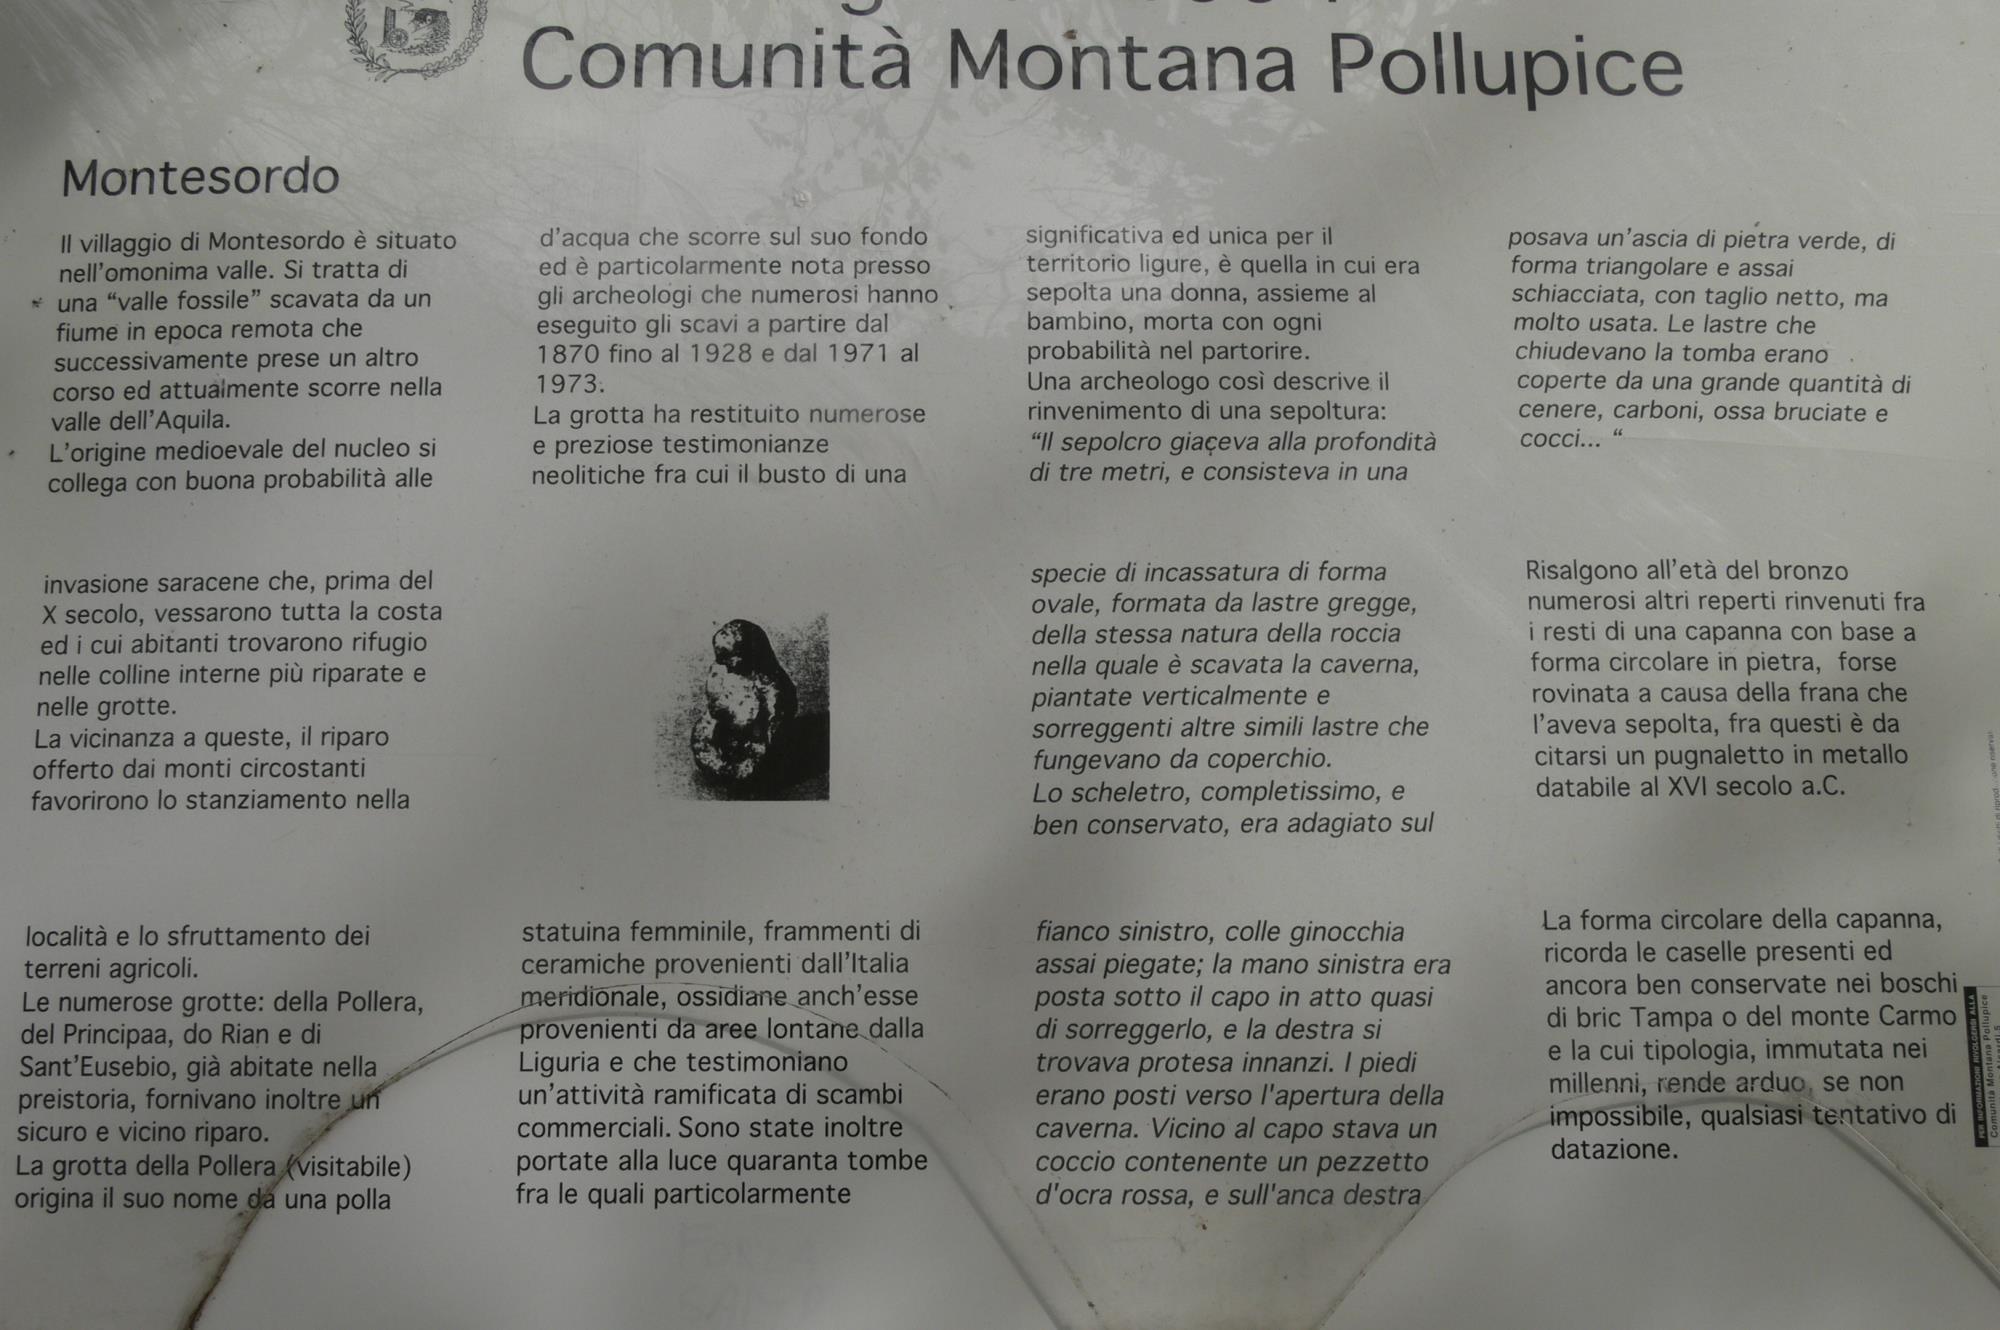 Comunità Montana Pollupice
Montesordo
Il villaggio di Montesordo è situato
nell'omonima valle. Si tratta di
una “valle fossile” scavata da un
fiume in epoca remota che
successivamente prese un altro
corso ed attualmente scorre nella
valle dell'Aquila.
L'origine medioevale del nucleo si
collega con buona probabilità alle
invasione saracene che, prima del
X secolo, vessarono tutta la costa
ed i cui abitanti trovarono rifugio
nelle colline interne più riparate e
nelle grotte.
La vicinanza a queste, il riparo
offerto dai monti circostanti
favorirono lo stanziamento nella
località e lo sfruttamento dei
terreni agricoli.
Le numerose grotte: della Pollera,
del Principaa, do Rian e di
Sant'Eusebio, già abitate nella
preistoria, fornivano inoltre un
sicuro e vicino riparo.
La grotta della Pollera (visitabile)
origina il suo nome da una polla
d'acqua che scorre sul suo fondo
ed è particolarmente nota presso
gli archeologi che numerosi hanno
eseguito gli scavi a partire dal
1870 fino al 1928 e dal 1971 al
1973.
La grotta ha restituito numerose
e preziose testimonianze
neolitiche fra cui il busto di una
statuina femminile, frammenti di
ceramiche provenienti dall'Italia
meridionale, ossidiane anch'esse
provenienti da aree lontane dalla
Liguria e che testimoniano
un'attività ramificata di scambi
commerciali. Sono state inoltre
portate alla luce quaranta tombe
fra le quali particolarmente
significativa ed unica per il
territorio ligure, è quella in cui era
sepolta una donna, assieme al
bambino, morta con ogni
probabilità nel partorire.
Una archeologo così descrive il
rinvenimento di una sepoltura:
“Il sepolcro giaçeva alla profondità
di tre metri, e consisteva in una
specie di incassatura di forma
ovale, formata da lastre gregge,
della stessa natura della roccia
nella quale è scavata la caverna,
piantate verticalmente e
sorreggenti altre simili lastre che
fungevano da coperchio.
Lo scheletro, completissimo, e
ben conservato, era adagiato sul
fianco sinistro, colle ginocchia
assai piegate; la mano sinistra era
posta sotto il capo in atto quasi
di sorreggerlo, e la destra si
trovava protesa innanzi. I piedi
erano posti verso l'apertura della
caverna. Vicino al capo stava un
coccio contenente un pezzetto
d'ocra rossa, e sull'anca destra
posava un'ascia di pietra verde, di
forma triangolare e assai
schiacciata, con taglio netto, ma
molto usata. Le lastre che
chiudevano la tomba erano
coperte da una grande quantità di
cenere, carboni, ossa bruciate e
cocci... “
Risalgono all'età del bronzo
numerosi altri reperti rinvenuti fra
i resti di una capanna con base a
forma circolare in pietra, forse
rovinata a causa della frana che
l'aveva sepolta, fra questi è da
citarsi un pugnaletto in metallo
databile al XVI secolo a.C.
La forma circolare della capanna,
ricorda le caselle presenti ed
ancora ben conservate nei boschi
di bric Tampa o del monte Carmo
e la cui tipologia, immutata nei
millenni, rende arduo, se non
impossibile, qualsiasi tentativo di
datazione.
PER INFORMAZIONI RIVOLGERSI ALLA
Comunità Montana Pollupice